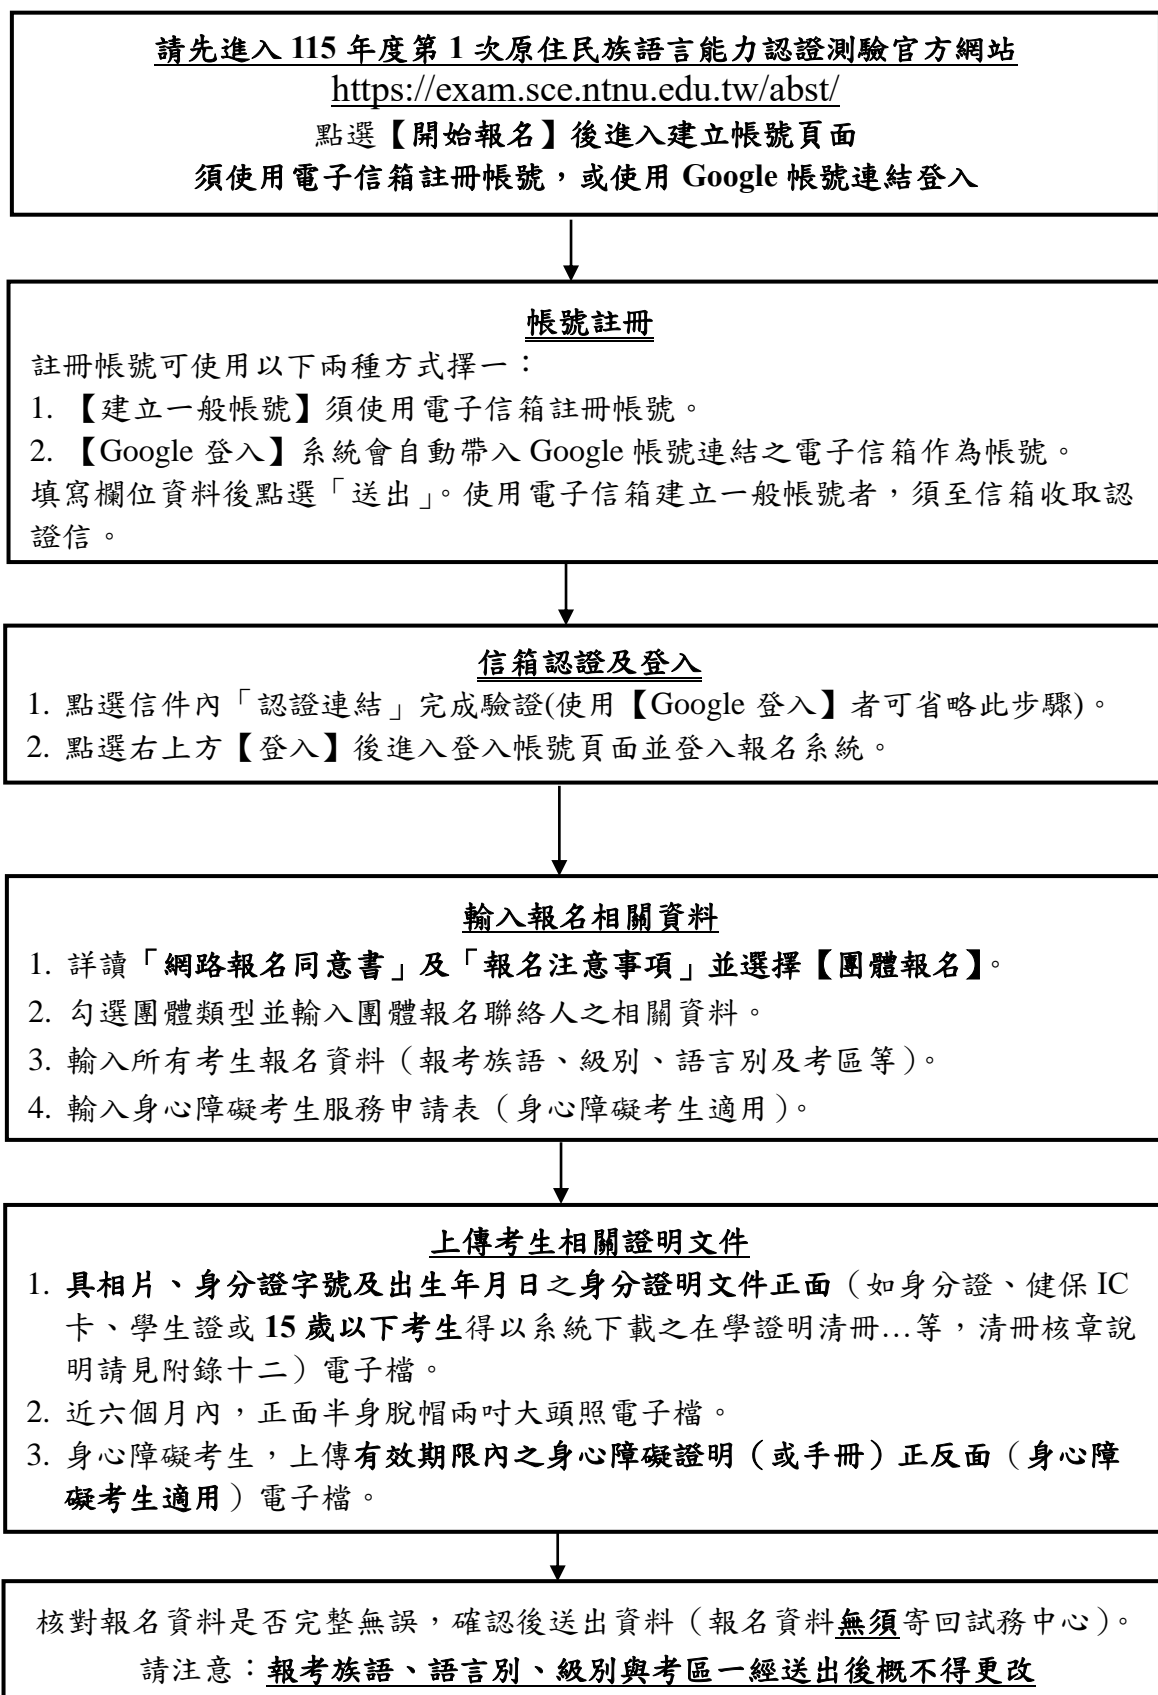 請先進入 115 年度第 1 次原住民族語言能力認證測驗官方網站
https://exam.sce.ntnu.edu.tw/abst/
點選【開始報名】後進入建立帳號頁面
須使用電子信箱註冊帳號，或使用 Google 帳號連結登入
帳號註冊
註冊帳號可使用以下兩種方式擇一：
1. 【建立一般帳號】須使用電子信箱註冊帳號。
2. 【Google 登入】系統會自動帶入 Google 帳號連結之電子信箱作為帳號。
填寫欄位資料後點選「送出」。使用電子信箱建立一般帳號者，須至信箱收取認
證信。
信箱認證及登入
1. 點選信件內「認證連結」完成驗證(使用【Google 登入】者可省略此步驟)。
2. 點選右上方【登入】後進入登入帳號頁面並登入報名系統。
輸入報名相關資料
1. 詳讀「網路報名同意書」及「報名注意事項」並選擇【團體報名】。
2. 勾選團體類型並輸入團體報名聯絡人之相關資料。
3. 輸入所有考生報名資料（報考族語、級別、語言別及考區等）。
4. 輸入身心障礙考生服務申請表（身心障礙考生適用）。
上傳考生相關證明文件
1. 具相片、身分證字號及出生年月日之身分證明文件正面（如身分證、健保 IC
卡、學生證或 15 歲以下考生得以系統下載之在學證明清冊…等，清冊核章說
明請見附錄十二）電子檔。
2. 近六個月內，正面半身脫帽兩吋大頭照電子檔。
3. 身心障礙考生，上傳有效期限內之身心障礙證明（或手冊）正反面（身心障
礙考生適用）電子檔。
核對報名資料是否完整無誤，確認後送出資料（報名資料無須寄回試務中心）。
請注意：報考族語、語言別、級別與考區一經送出後概不得更改